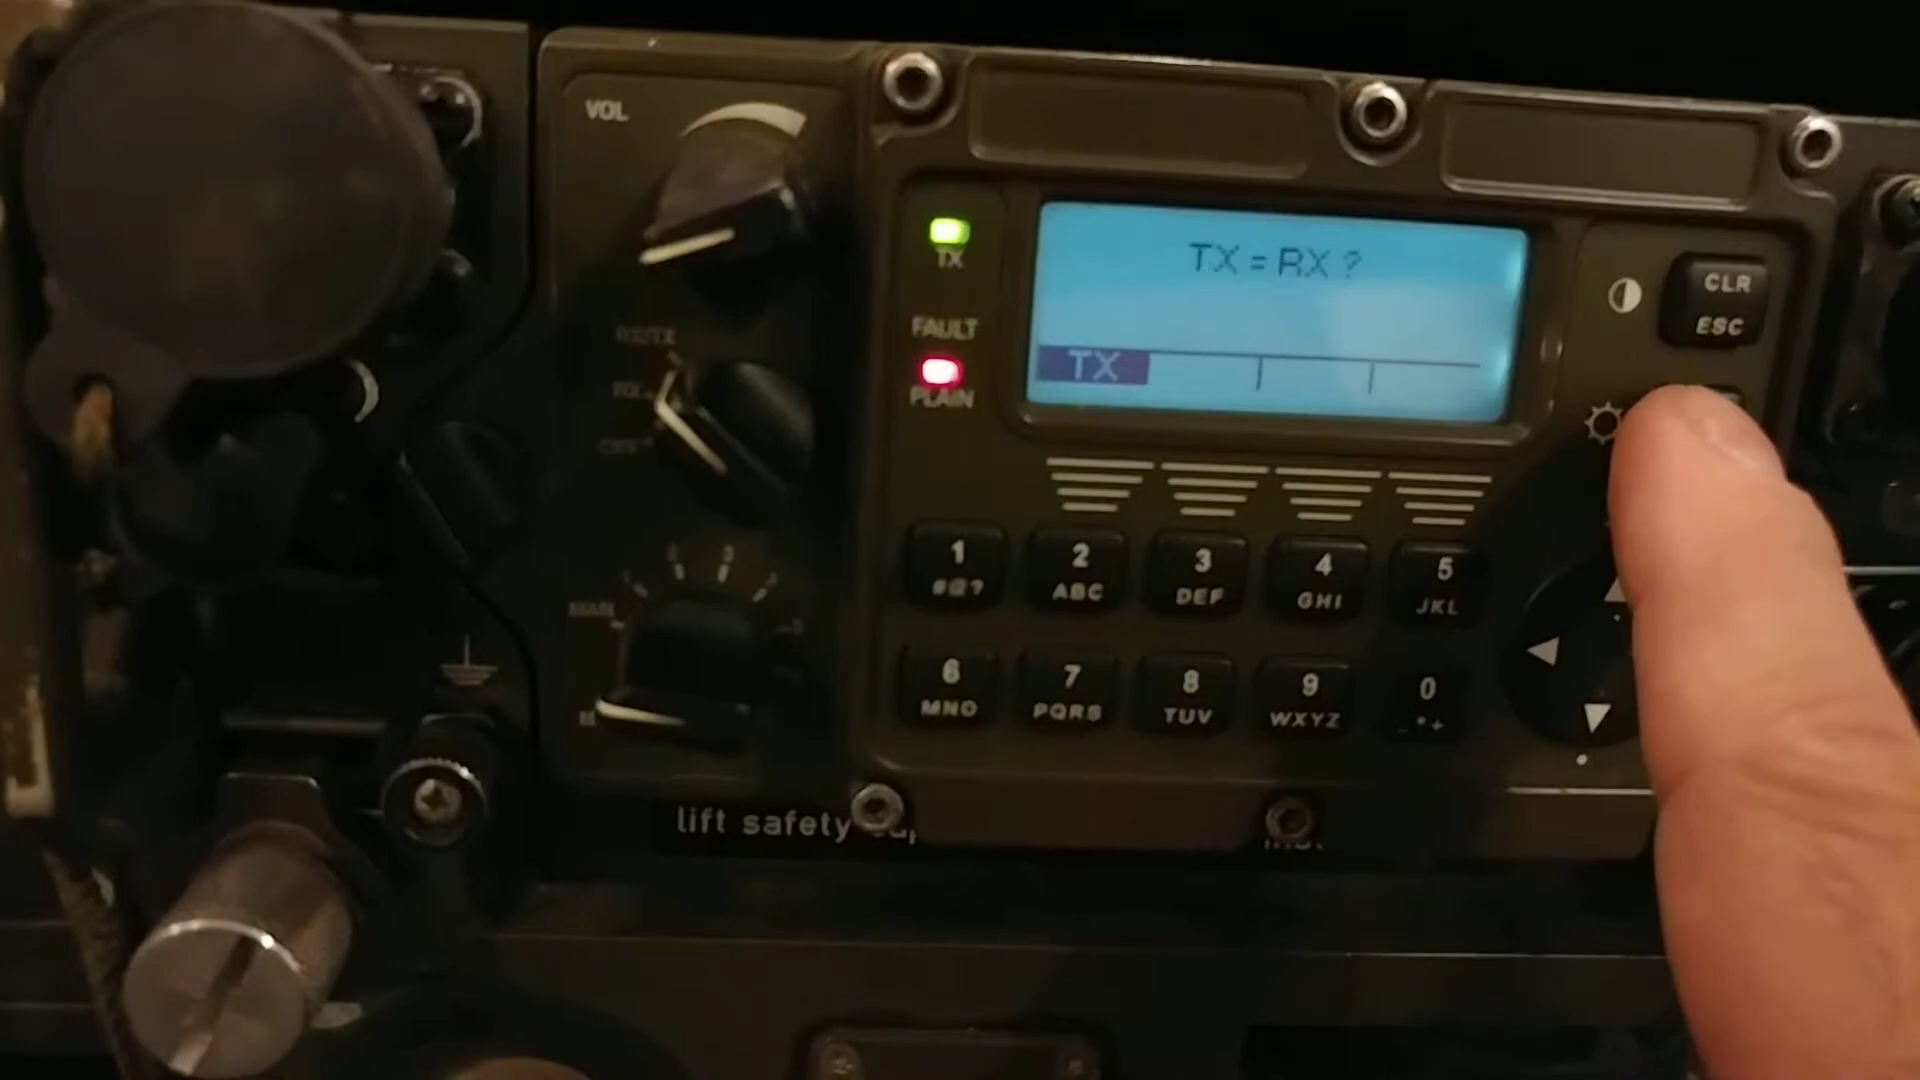 VOL
TX
FAULT
PLAIN
TX = RX ?
TX
CLR
ESC
1
#@?
2
ABC
3
DEF
4
GHI
5
JKL
6
MNO
7
PQRS
8
TUV
9
WXYZ
0
_*+
lift safety